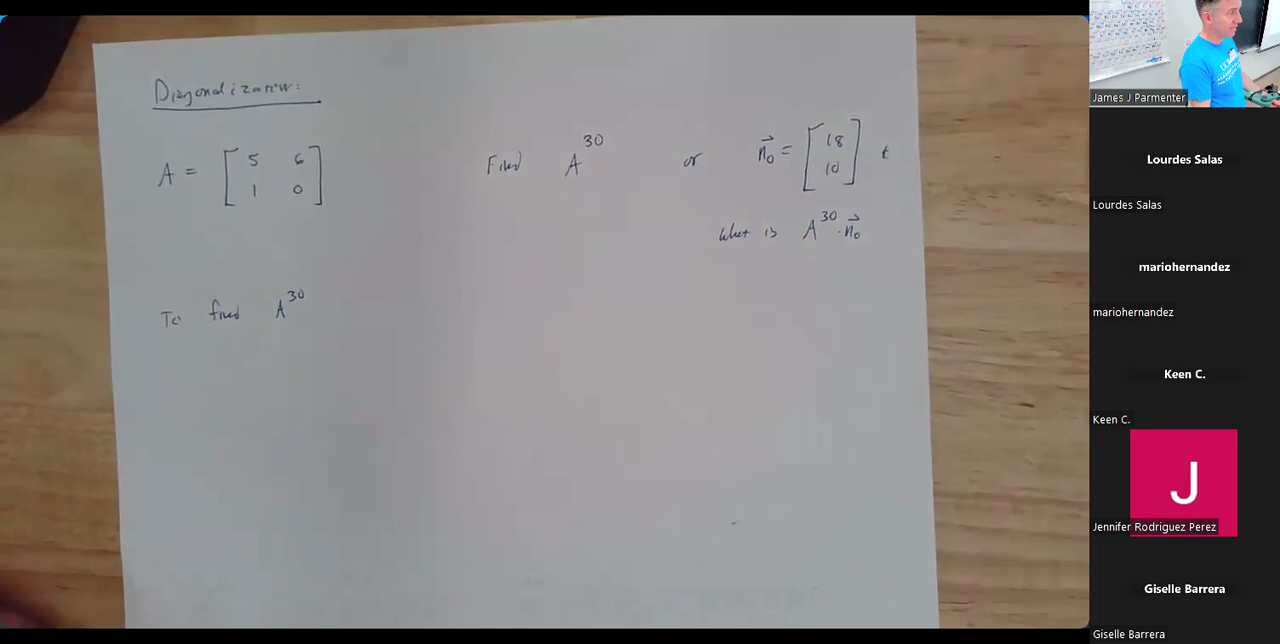 Diagonalization:
A = [ 5 6 ; 1 0 ] Find A^30 or n₀ = [ 18 ; 10 ] t
what is A^30 · n₀
To find A^30
James J Parmenter
Lourdes Salas
Lourdes Salas
mariohernandez
mariohernandez
Keen C.
Keen C.
J
Jennifer Rodriguez Perez
Giselle Barrera
Giselle Barrera